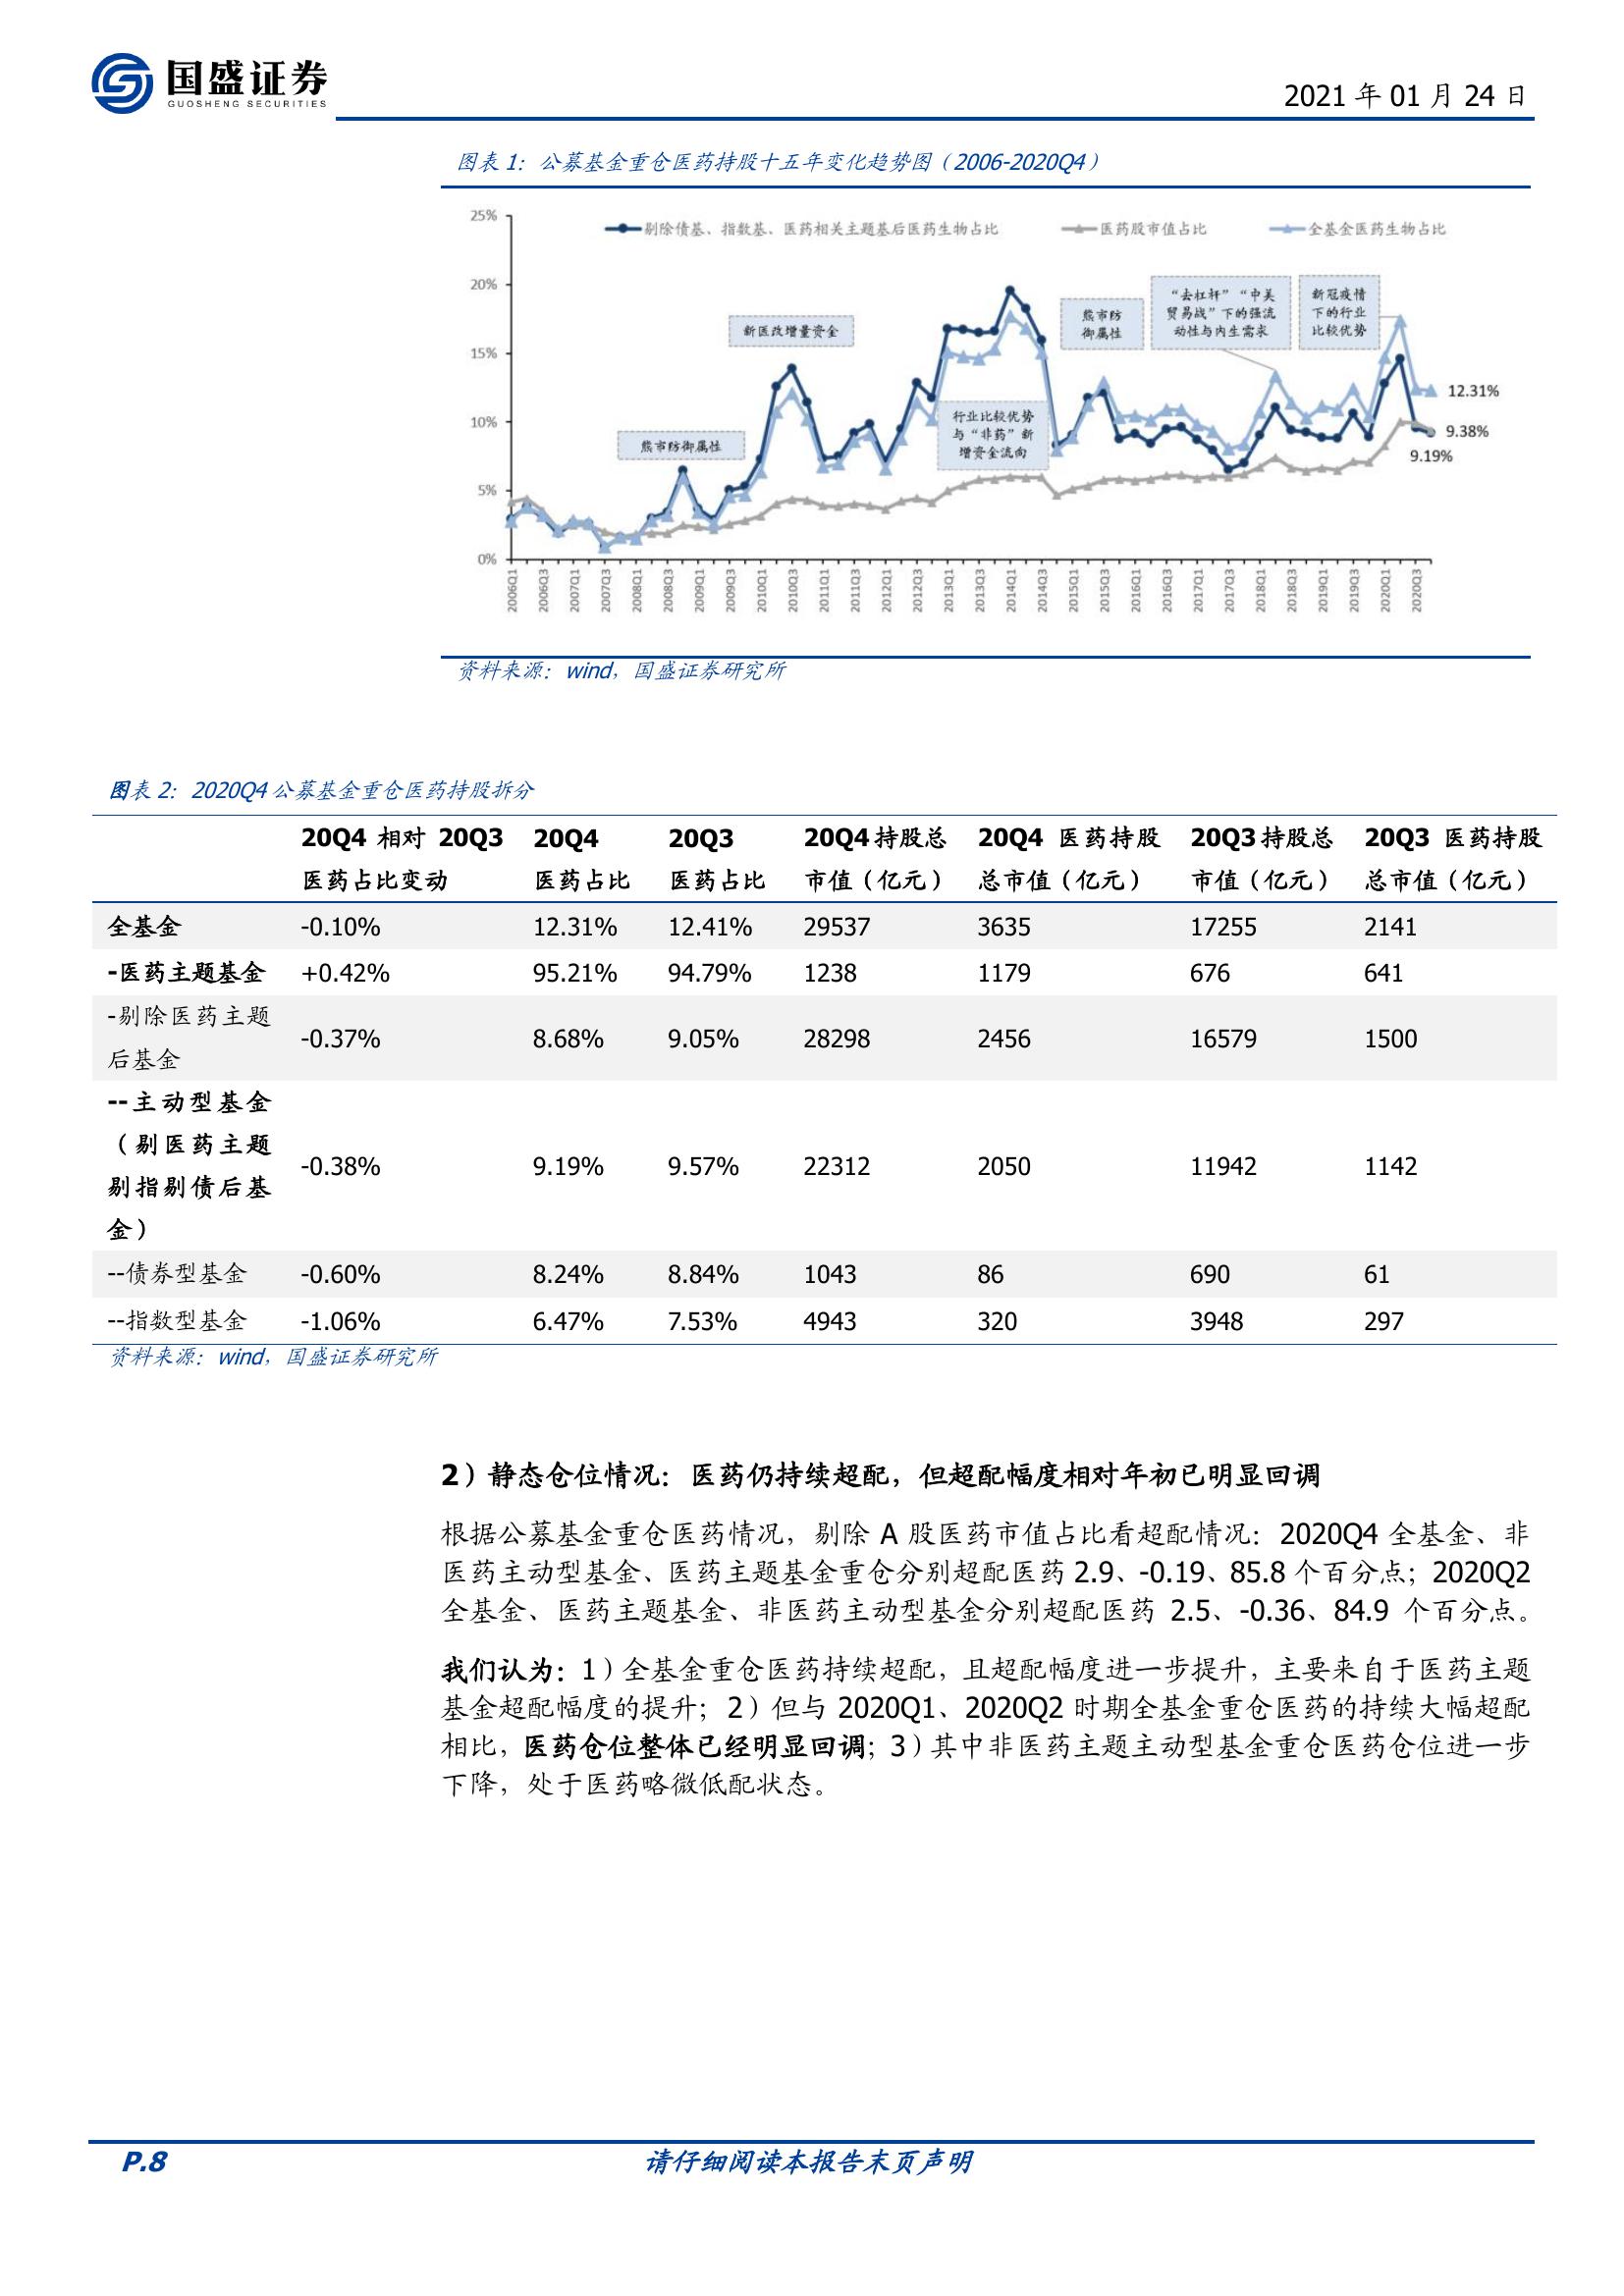 国盛证券
GUOSHENG SECURITIES
2021 年 01 月 24 日
图表 1：公募基金重仓医药持股十五年变化趋势图（2006-2020Q4）
25%
20%
15%
10%
5%
0%
剔除债基、指数基、医药相关主题基后医药生物占比
医药股市值占比
全基金医药生物占比
熊市防御属性
新医改增量资金
行业比较优势
与“非药”新
增资金流向
熊市防
御属性
“去杠杆”“中美
贸易战”下的强流
动性与内生需求
新冠疫情
下的行业
比较优势
12.31%
9.38%
9.19%
2006Q1
2006Q3
2007Q1
2007Q3
2008Q1
2008Q3
2009Q1
2009Q3
2010Q1
2010Q3
2011Q1
2011Q3
2012Q1
2012Q3
2013Q1
2013Q3
2014Q1
2014Q3
2015Q1
2015Q3
2016Q1
2016Q3
2017Q1
2017Q3
2018Q1
2018Q3
2019Q1
2019Q3
2020Q1
2020Q3
资料来源：wind，国盛证券研究所
图表 2：2020Q4 公募基金重仓医药持股拆分
20Q4 相对 20Q3 20Q4 20Q3 20Q4 持股总 20Q4 医药持股 20Q3 持股总 20Q3 医药持股
医药占比变动 医药占比 医药占比 市值（亿元） 总市值（亿元） 市值（亿元） 总市值（亿元）
全基金 -0.10% 12.31% 12.41% 29537 3635 17255 2141
-医药主题基金 +0.42% 95.21% 94.79% 1238 1179 676 641
-剔除医药主题
后基金
-0.37% 8.68% 9.05% 28298 2456 16579 1500
--主动型基金
（剔医药主题
剔指剔债后基
金）
-0.38% 9.19% 9.57% 22312 2050 11942 1142
--债券型基金 -0.60% 8.24% 8.84% 1043 86 690 61
--指数型基金 -1.06% 6.47% 7.53% 4943 320 3948 297
资料来源：wind，国盛证券研究所
2）静态仓位情况：医药仍持续超配，但超配幅度相对年初已明显回调
根据公募基金重仓医药情况，剔除 A 股医药市值占比看超配情况：2020Q4 全基金、非
医药主动型基金、医药主题基金重仓分别超配医药 2.9、-0.19、85.8 个百分点；2020Q2
全基金、医药主题基金、非医药主动型基金分别超配医药 2.5、-0.36、84.9 个百分点。
我们认为：1）全基金重仓医药持续超配，且超配幅度进一步提升，主要来自于医药主题
基金超配幅度的提升；2）但与 2020Q1、2020Q2 时期全基金重仓医药的持续大幅超配
相比，医药仓位整体已经明显回调；3）其中非医药主题主动型基金重仓医药仓位进一步
下降，处于医药略微低配状态。
P.8
请仔细阅读本报告末页声明